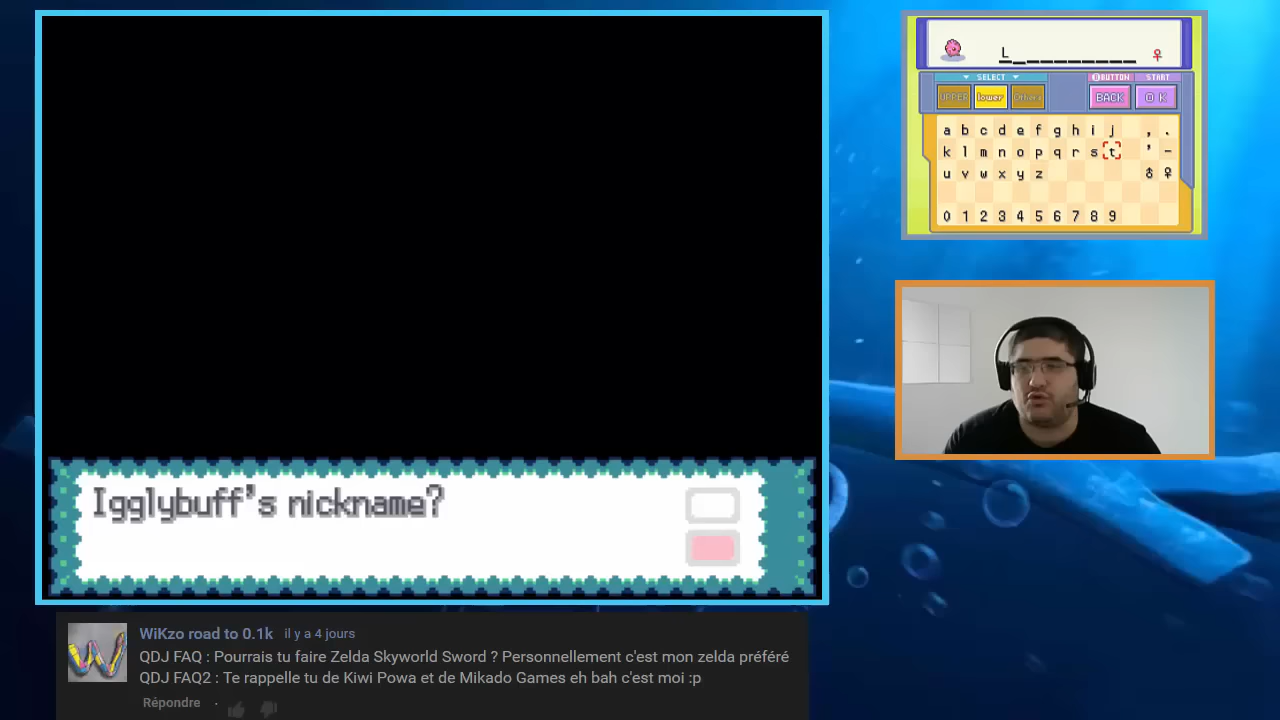 L_________ ♀
▼ SELECT ▼ BBUTTON START
UPPER lower Others BACK OK
a b c d e f g h i j , .
k l m n o p q r s t ' -
u v w x y z ♂ ♀
0 1 2 3 4 5 6 7 8 9
Igglybuff's nickname?
WiKzo road to 0.1k il y a 4 jours
QDJ FAQ : Pourrais tu faire Zelda Skyworld Sword ? Personnellement c'est mon zelda préféré
QDJ FAQ2 : Te rappelle tu de Kiwi Powa et de Mikado Games eh bah c'est moi :p
Répondre ·